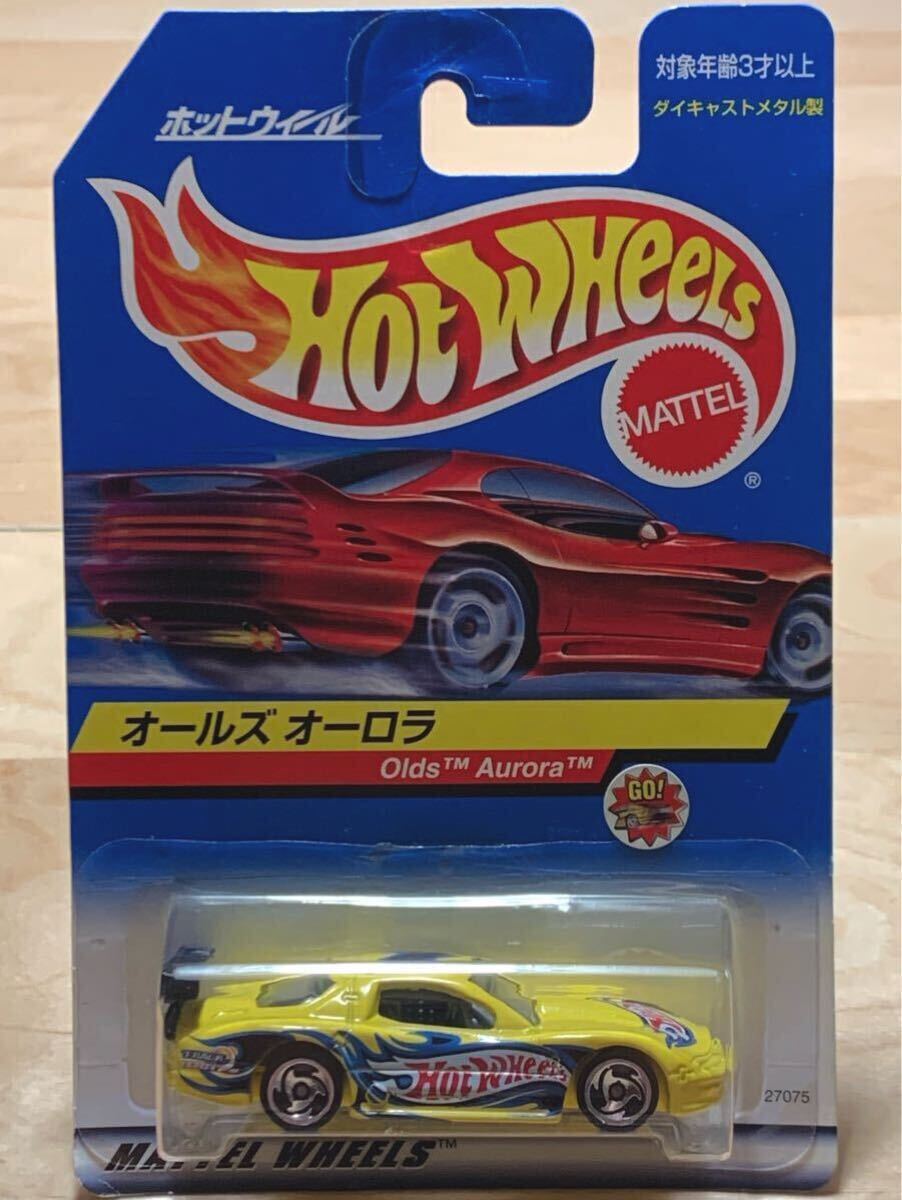 対象年齢3才以上
ホットウィール
ダイキャストメタル製
HOT WHEELS
MATTEL
®
オールズ オーロラ
Olds™ Aurora™
GO!
HOT WHEELS
27075
MATTEL WHEELS™